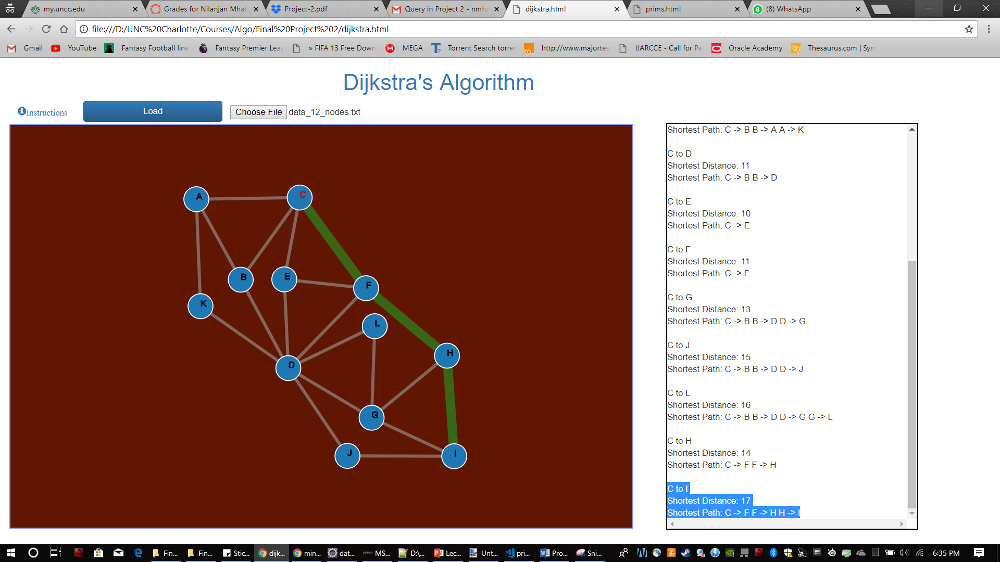 my.uncc.edu
Grades for Nilanjan Mhat
Project-2.pdf
Query in Project 2 - nmha
dijkstra.html
prims.html
(8) WhatsApp
file:///D:/UNC%20Charlotte/Courses/Algo/Final%20Project%202/dijkstra.html
Gmail
YouTube
Fantasy Football line
Fantasy Premier Leag
» FIFA 13 Free Down
MEGA
Torrent Search torre
http://www.majortes
IJARCCE - Call for Pa
Oracle Academy
Thesaurus.com | Syn
Dijkstra's Algorithm
Instructions
Load
Choose File
data_12_nodes.txt
A
C
B
E
F
K
L
H
D
G
J
I
Shortest Path: C -> B B -> A A -> K
C to D
Shortest Distance: 11
Shortest Path: C -> B B -> D
C to E
Shortest Distance: 10
Shortest Path: C -> E
C to F
Shortest Distance: 11
Shortest Path: C -> F
C to G
Shortest Distance: 13
Shortest Path: C -> B B -> D D -> G
C to J
Shortest Distance: 15
Shortest Path: C -> B B -> D D -> J
C to L
Shortest Distance: 16
Shortest Path: C -> B B -> D D -> G G -> L
C to H
Shortest Distance: 14
Shortest Path: C -> F F -> H
C to I
Shortest Distance: 17
Shortest Path: C -> F F -> H H -> I
Fin...
Fin...
Stic...
dijk...
min...
dat...
MS...
D:\...
Lec...
Unt...
pri...
Pro...
Sni...
6:35 PM